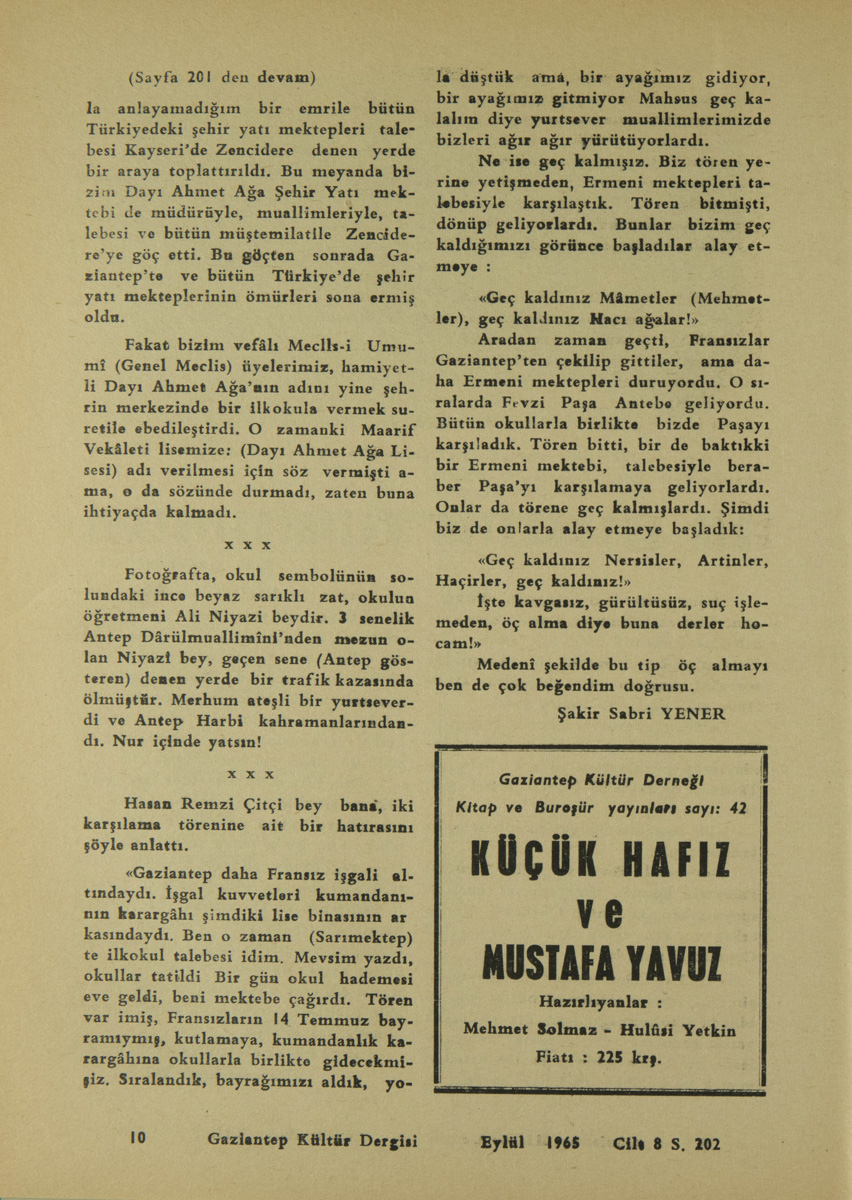 (Sayfa 201 den devam)
la anlayamadığım bir emrile bütün
Türkiyedeki şehir yatı mektepleri tale-
besi Kayseri'de Zencidere denen yerde
bir araya toplattırıldı. Bu meyanda bi-
zim Dayı Ahmet Ağa Şehir Yatı mek-
tebi de müdürüyle, muallimleriyle, ta-
lebesi ve bütün müştemilatile Zencide-
re'ye göç etti. Bu göçten sonrada Ga-
ziantep'te ve bütün Türkiye'de şehir
yatı mekteplerinin ömürleri sona ermiş
oldu.
Fakat bizim vefâlı Meclis-i Umu-
mî (Genel Meclis) üyelerimiz, hamiyet-
li Dayı Ahmet Ağa'nın adını yine şeh-
rin merkezinde bir ilkokula vermek su-
retile ebedileştirdi. O zamanki Maarif
Vekâleti lisemize: (Dayı Ahmet Ağa Li-
sesi) adı verilmesi için söz vermişti a-
ma, o da sözünde durmadı, zaten buna
ihtiyaçda kalmadı.
x x x
Fotoğrafta, okul sembolünün so-
lundaki ince beyaz sarıklı zat, okulun
öğretmeni Ali Niyazi beydir. 3 senelik
Antep Dârülmuallimîni'nden mezun o-
lan Niyazî bey, geçen sene (Antep gös-
teren) denen yerde bir trafik kazasında
ölmüştür. Merhum ateşli bir yurtsever-
di ve Antep Harbi kahramanlarından-
dı. Nur içinde yatsın!
x x x
Hasan Remzi Çitçi bey bana, iki
karşılama törenine ait bir hatırasını
şöyle anlattı.
«Gaziantep daha Fransız işgali al-
tındaydı. İşgal kuvvetleri kumandanı-
nın karargâhı şimdiki lise binasının ar
kasındaydı. Ben o zaman (Sarımektep)
te ilkokul talebesi idim. Mevsim yazdı,
okullar tatildi Bir gün okul hademesi
eve geldi, beni mektebe çağırdı. Tören
var imiş, Fransızların 14 Temmuz bay-
ramıymış, kutlamaya, kumandanlık ka-
rargâhına okullarla birlikte gidecekmi-
şiz. Sıralandık, bayrağımızı aldık, yo-
la düştük ama, bir ayağımız gidiyor,
bir ayağımız gitmiyor Mahsus geç ka-
lalım diye yurtsever muallimlerimizde
bizleri ağır ağır yürütüyorlardı.
Ne ise geç kalmışız. Biz tören ye-
rine yetişmeden, Ermeni mektepleri ta-
lebesiyle karşılaştık. Tören bitmişti,
dönüp geliyorlardı. Bunlar bizim geç
kaldığımızı görünce başladılar alay et-
meye :
«Geç kaldınız Mâmetler (Mehmet-
ler), geç kaldınız Hacı ağalar!»
Aradan zaman geçti, Fransızlar
Gaziantep'ten çekilip gittiler, ama da-
ha Ermeni mektepleri duruyordu. O sı-
ralarda Fevzi Paşa Antebe geliyordu.
Bütün okullarla birlikte bizde Paşayı
karşıladık. Tören bitti, bir de baktıkki
bir Ermeni mektebi, talebesiyle bera-
ber Paşa'yı karşılamaya geliyorlardı.
Onlar da törene geç kalmışlardı. Şimdi
biz de onlarla alay etmeye başladık:
«Geç kaldınız Nersisler, Artinler,
Haçirler, geç kaldınız!»
İşte kavgasız, gürültüsüz, suç işle-
meden, öç alma diye buna derler ho-
cam!»
Medenî şekilde bu tip öç almayı
ben de çok beğendim doğrusu.
Şakir Sabri YENER
Gaziantep Kültür Derneği
Kitap ve Buroşür yayınları sayı: 42
KÜÇÜK HAFIZ
ve
MUSTAFA YAVUZ
Hazırlıyanlar :
Mehmet Solmaz - Hulûsi Yetkin
Fiatı : 225 krş.
10 Gaziantep Kültür Dergisi Eylül 1965 Cilt 8 S. 202